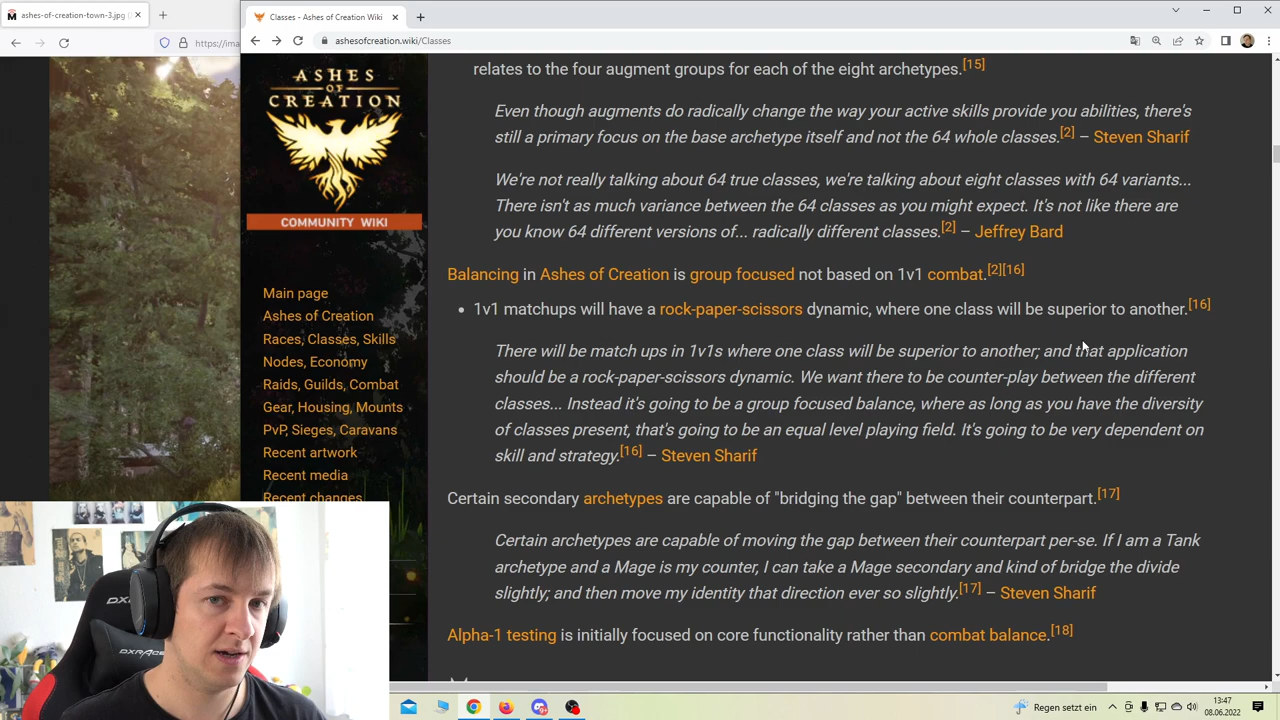 ashes-of-creation-town-3.jpg
Classes - Ashes of Creation Wiki
https://ima
ashesofcreation.wiki/Classes
ASHES
OF
CREATION
COMMUNITY WIKI
Main page
Ashes of Creation
Races, Classes, Skills
Nodes, Economy
Raids, Guilds, Combat
Gear, Housing, Mounts
PvP, Sieges, Caravans
Recent artwork
Recent media
Recent changes
relates to the four augment groups for each of the eight archetypes.[15]
Even though augments do radically change the way your active skills provide you abilities, there's
still a primary focus on the base archetype itself and not the 64 whole classes.[2] – Steven Sharif
We're not really talking about 64 true classes, we're talking about eight classes with 64 variants...
There isn't as much variance between the 64 classes as you might expect. It's not like there are
you know 64 different versions of... radically different classes.[2] – Jeffrey Bard
Balancing in Ashes of Creation is group focused not based on 1v1 combat.[2][16]
• 1v1 matchups will have a rock-paper-scissors dynamic, where one class will be superior to another.[16]
There will be match ups in 1v1s where one class will be superior to another; and that application
should be a rock-paper-scissors dynamic. We want there to be counter-play between the different
classes... Instead it's going to be a group focused balance, where as long as you have the diversity
of classes present, that's going to be an equal level playing field. It's going to be very dependent on
skill and strategy.[16] – Steven Sharif
Certain secondary archetypes are capable of "bridging the gap" between their counterpart.[17]
Certain archetypes are capable of moving the gap between their counterpart per-se. If I am a Tank
archetype and a Mage is my counter, I can take a Mage secondary and kind of bridge the divide
slightly; and then move my identity that direction ever so slightly.[17] – Steven Sharif
Alpha-1 testing is initially focused on core functionality rather than combat balance.[18]
DXRACER
Regen setzt ein
13:47
08.06.2022